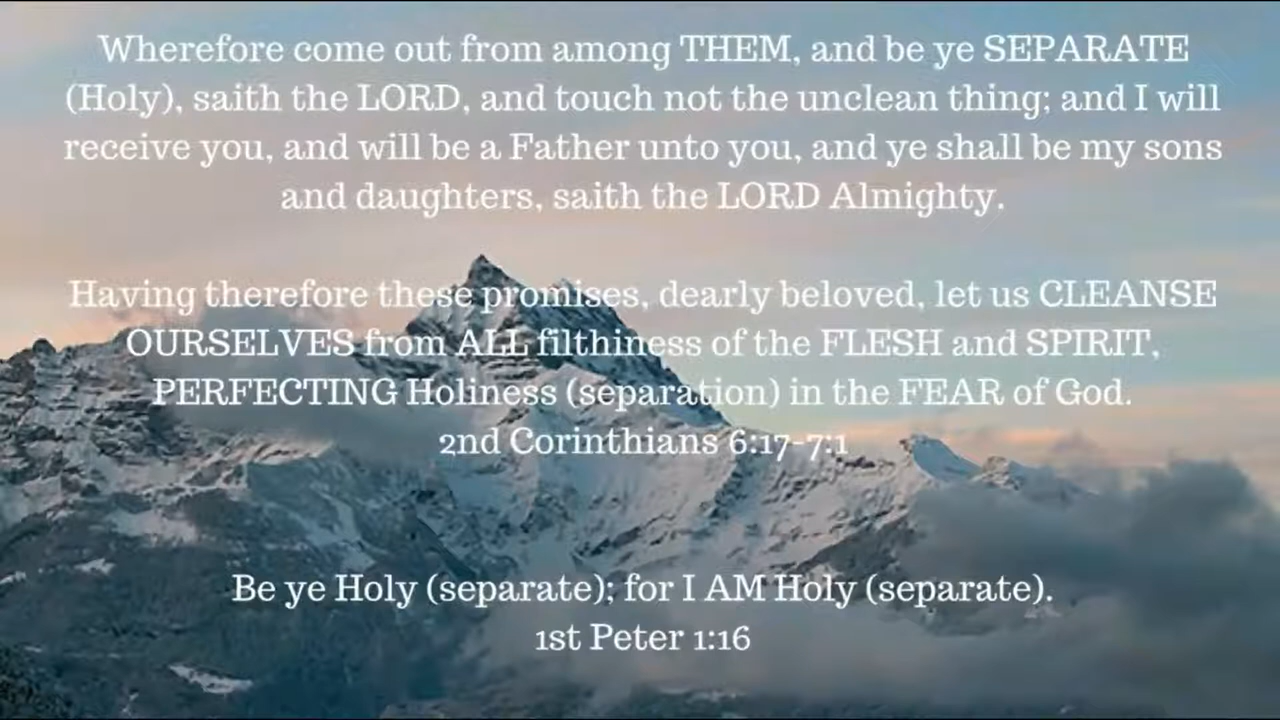 Wherefore come out from among THEM, and be ye SEPARATE
(Holy), saith the LORD, and touch not the unclean thing; and I will
receive you, and will be a Father unto you, and ye shall be my sons
and daughters, saith the LORD Almighty.
Having therefore these promises, dearly beloved, let us CLEANSE
OURSELVES from ALL filthiness of the FLESH and SPIRIT,
PERFECTING Holiness (separation) in the FEAR of God.
2nd Corinthians 6:17-7:1
Be ye Holy (separate); for I AM Holy (separate).
1st Peter 1:16